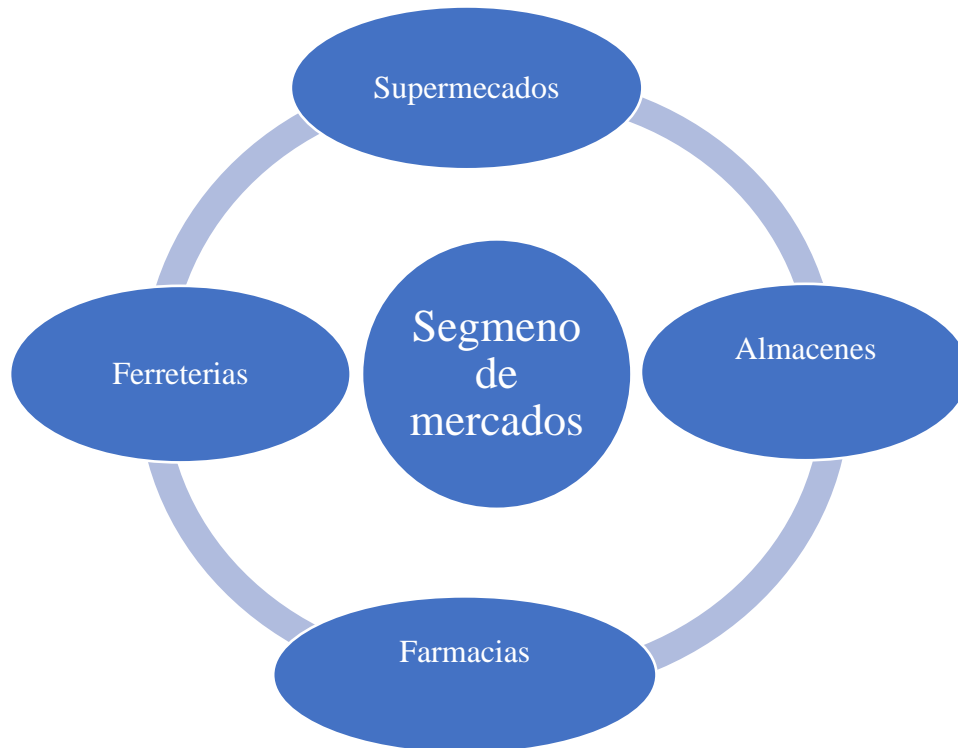 Supermecados
Segmeno
de
mercados
Almacenes
Ferreterias
Farmacias